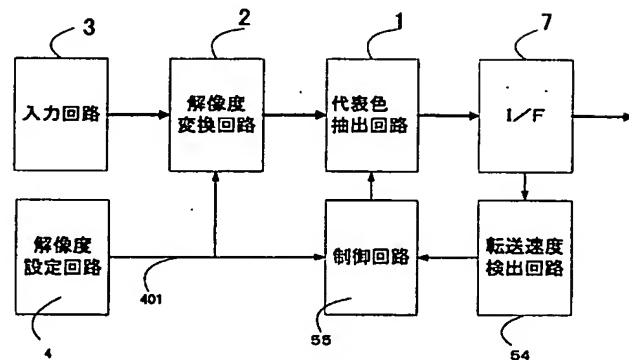 3
2
1
7
入力回路
解像度
変換回路
代表色
抽出回路
I/F
解像度
設定回路
制御回路
転送速度
検出回路
401
4
55
54